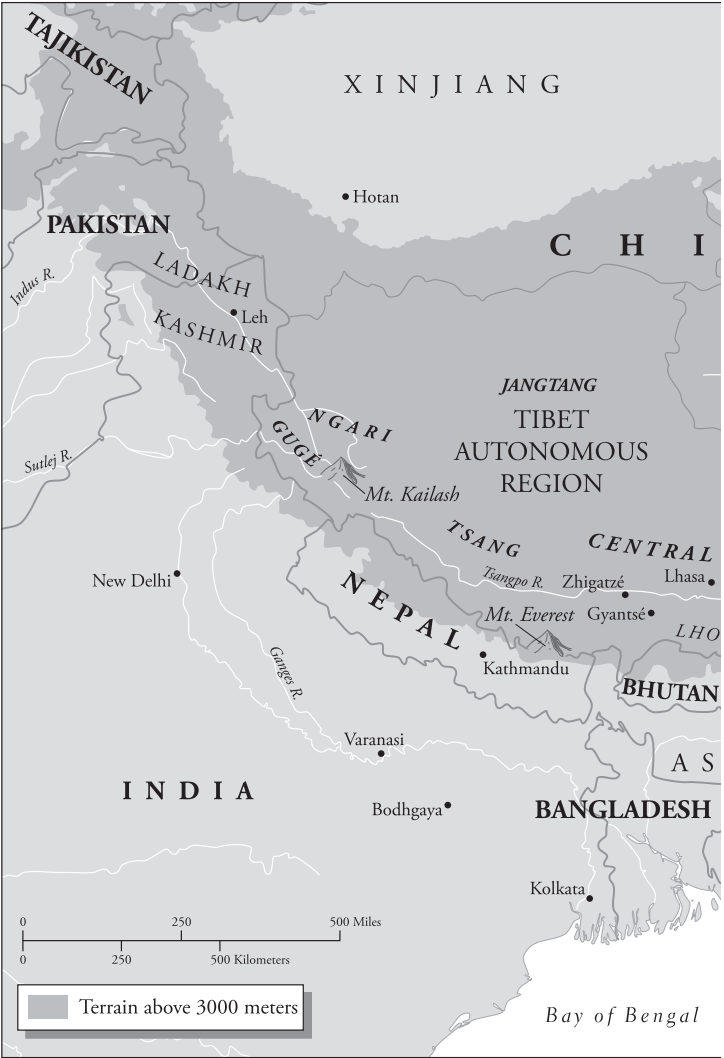 TAJIKISTAN
XINJIANG
Hotan
PAKISTAN
CHI
Indus R.
LADAKH
Leh
KASHMIR
JANGTANG
TIBET
AUTONOMOUS
REGION
NGARI
GUGÉ
Sutlej R.
Mt. Kailash
TSANG
CENTRAL
New Delhi
Tsangpo R.
Zhigatzé
Lhasa
NEPAL
Mt. Everest
Gyantsé
LHO
Kathmandu
Ganges R.
BHUTAN
Varanasi
AS
INDIA
Bodhgaya
BANGLADESH
Kolkata
0 250 500 Miles
0 250 500 Kilometers
Terrain above 3000 meters
Bay of Bengal